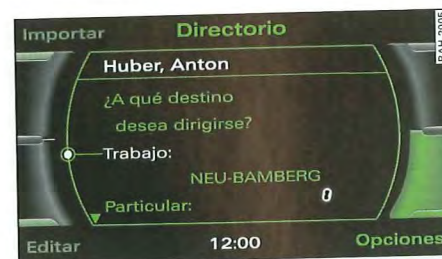 Importar
Directorio
Huber, Anton
¿A qué destino
desea dirigirse?
Trabajo:
NEU-BAMBERG
0
Particular:
Editar
12:00
Opciones